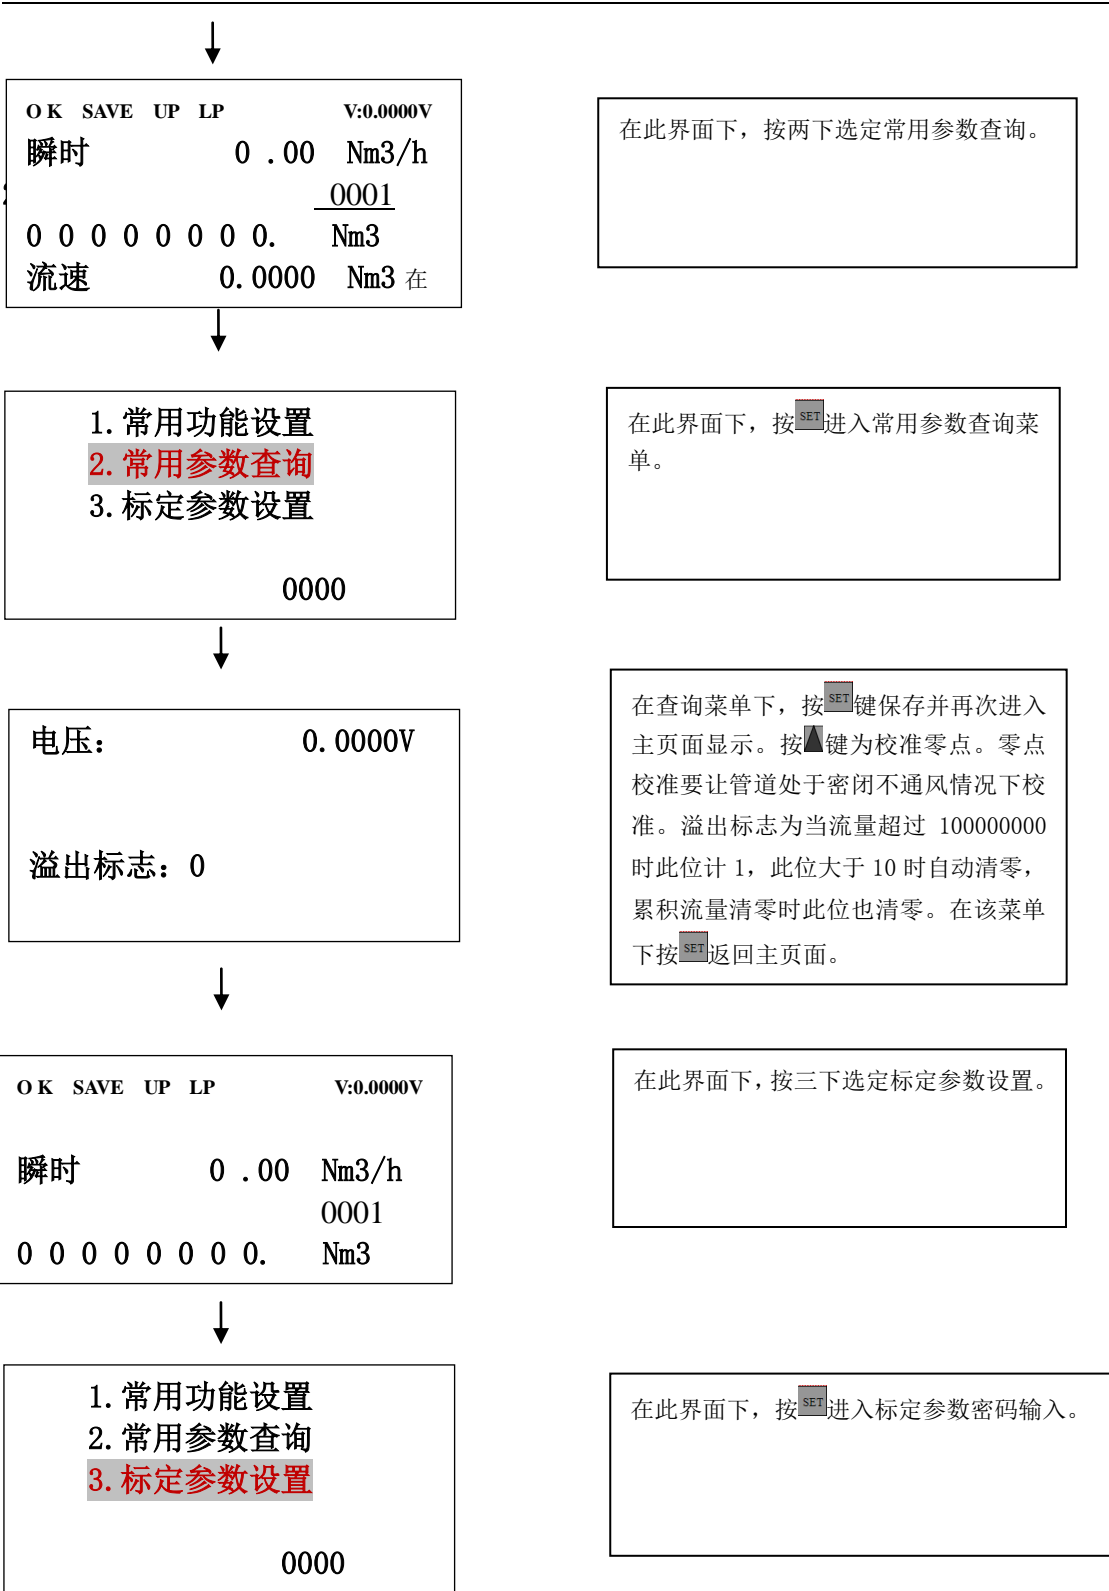 OK SAVE UP LP V:0.0000V
瞬时 0.00 Nm3/h
0001
0 0 0 0 0 0 0 0. Nm3
流速 0.0000 Nm3 在
在此界面下，按两下选定常用参数查询。
1.常用功能设置
2.常用参数查询
3.标定参数设置
0000
在此界面下，按SET进入常用参数查询菜
单。
电压： 0.0000V
溢出标志：0
在查询菜单下，按SET键保存并再次进入
主页面显示。按▲键为校准零点。零点
校准要让管道处于密闭不通风情况下校
准。溢出标志为当流量超过 100000000
时此位计 1，此位大于 10 时自动清零，
累积流量清零时此位也清零。在该菜单
下按SET返回主页面。
OK SAVE UP LP V:0.0000V
瞬时 0.00 Nm3/h
0001
0 0 0 0 0 0 0 0. Nm3
在此界面下，按三下选定标定参数设置。
1.常用功能设置
2.常用参数查询
3.标定参数设置
0000
在此界面下，按SET进入标定参数密码输入。